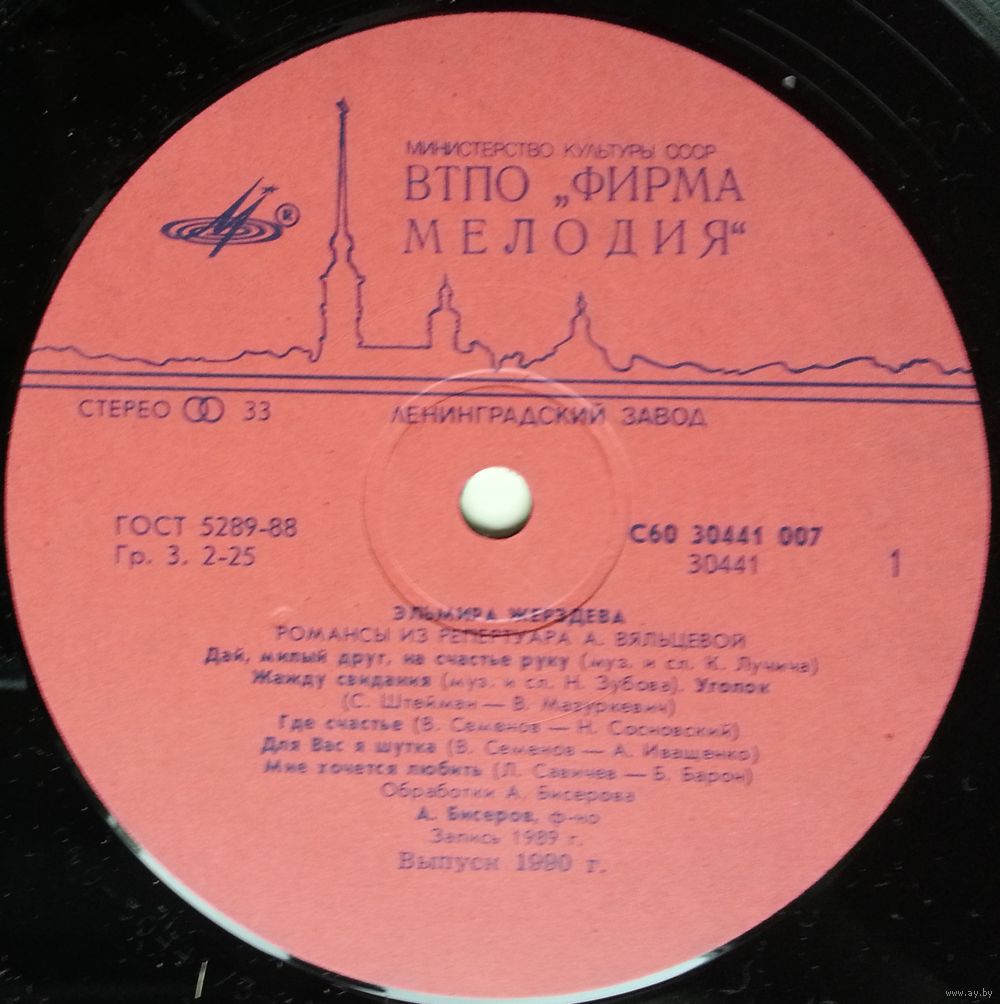 МИНИСТЕРСТВО КУЛЬТУРЫ СССР
ВТПО „ФИРМА
МЕЛОДИЯ“
®
СТЕРЕО 33
ЛЕНИНГРАДСКИЙ ЗАВОД
ГОСТ 5289-88
Гр. 3. 2-25
С60 30441 007
30441
1
ЭЛЬМИРА ЖЕРЗДЕВА
РОМАНСЫ ИЗ РЕПЕРТУАРА А. ВЯЛЬЦЕВОЙ
Дай, милый друг, на счастье руку (муз. и сл. К. Лучича)
Жажду свидания (муз. и сл. Н. Зубова). Уголок
(С. Штейман — В. Мазуркевич)
Где счастье (В. Семенов — Н. Сосновский)
Для Вас я шутка (В. Семенов — А. Иващенко)
Мне хочется любить (Л. Савичев — Б. Барон)
Обработки А. Бисерова
А. Бисеров, ф-но
Запись 1989 г.
Выпуск 1990 г.
www.ay.by